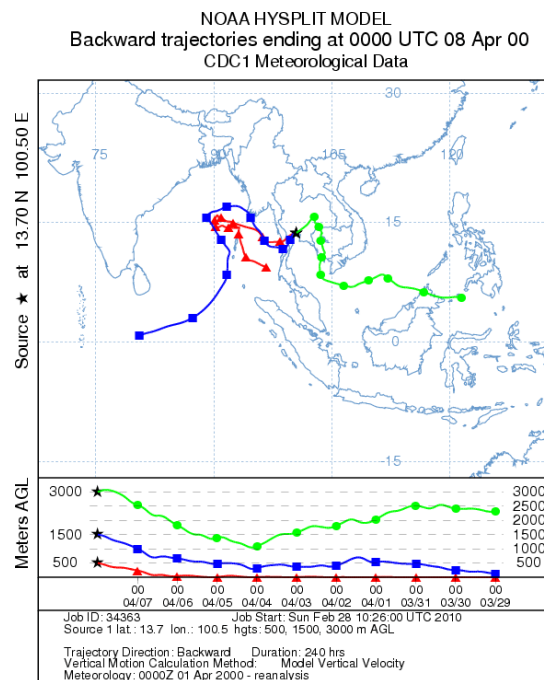 NOAA HYSPLIT MODEL
Backward trajectories ending at 0000 UTC 08 Apr 00
CDC1 Meteorological Data
Source ★ at 13.70 N 100.50 E
30
75
105
120
15
0
-15
Meters AGL
3000
1500
500
3000
2500
2000
1500
1000
500
00 00 00 00 00 00 00 00 00 00
04/07 04/06 04/05 04/04 04/03 04/02 04/01 03/31 03/30 03/29
Job ID: 34363 Job Start: Sun Feb 28 10:26:00 UTC 2010
Source 1 lat.: 13.7 lon.: 100.5 hgts: 500, 1500, 3000 m AGL
Trajectory Direction: Backward Duration: 240 hrs
Vertical Motion Calculation Method: Model Vertical Velocity
Meteorology: 0000Z 01 Apr 2000 - reanalysis